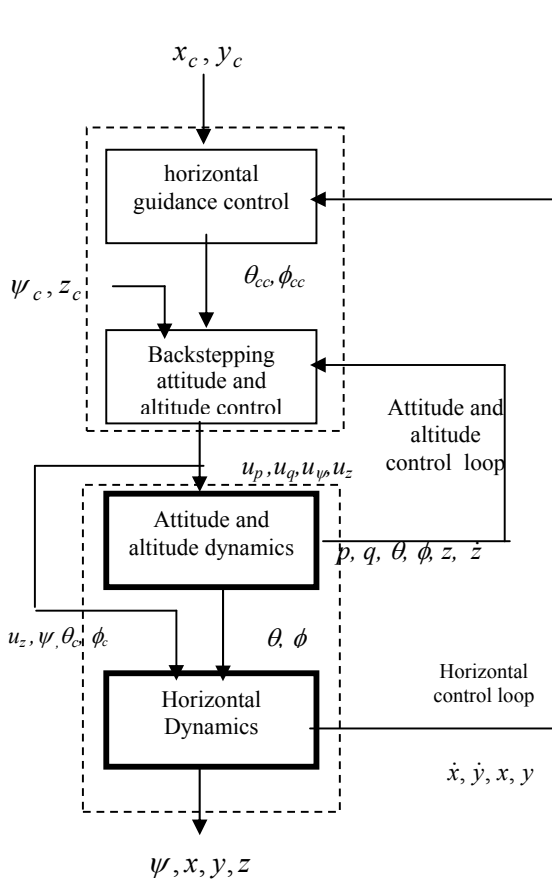 x_c, y_c
horizontal
guidance control
θ_cc, ϕ_cc
ψ_c, z_c
Backstepping
attitude and
altitude control
Attitude and
altitude
control loop
u_p, u_q, u_ψ, u_z
Attitude and
altitude dynamics
p, q, θ, ϕ, z, ż
u_z, ψ, θ_c, ϕ_c
θ, ϕ
Horizontal
control loop
Horizontal
Dynamics
ẋ, ẏ, x, y
ψ, x, y, z